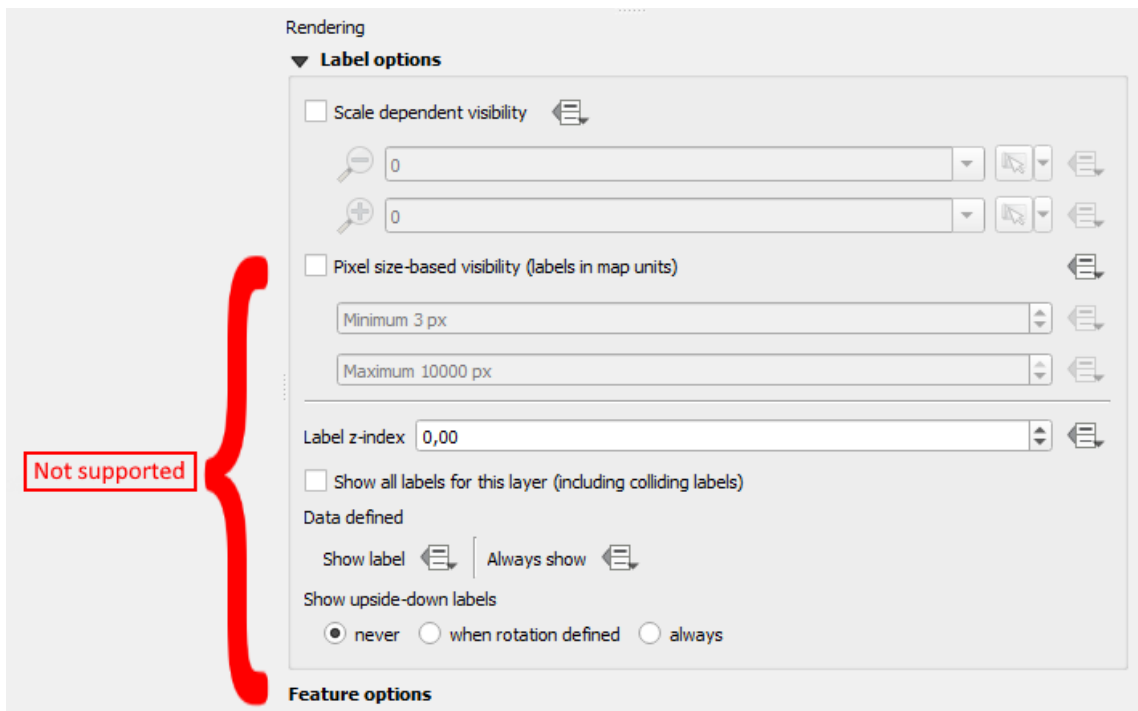 Rendering
Label options
Scale dependent visibility
0
0
Pixel size-based visibility (labels in map units)
Minimum 3 px
Maximum 10000 px
Label z-index 0,00
Not supported
Show all labels for this layer (including colliding labels)
Data defined
Show label Always show
Show upside-down labels
never when rotation defined always
Feature options